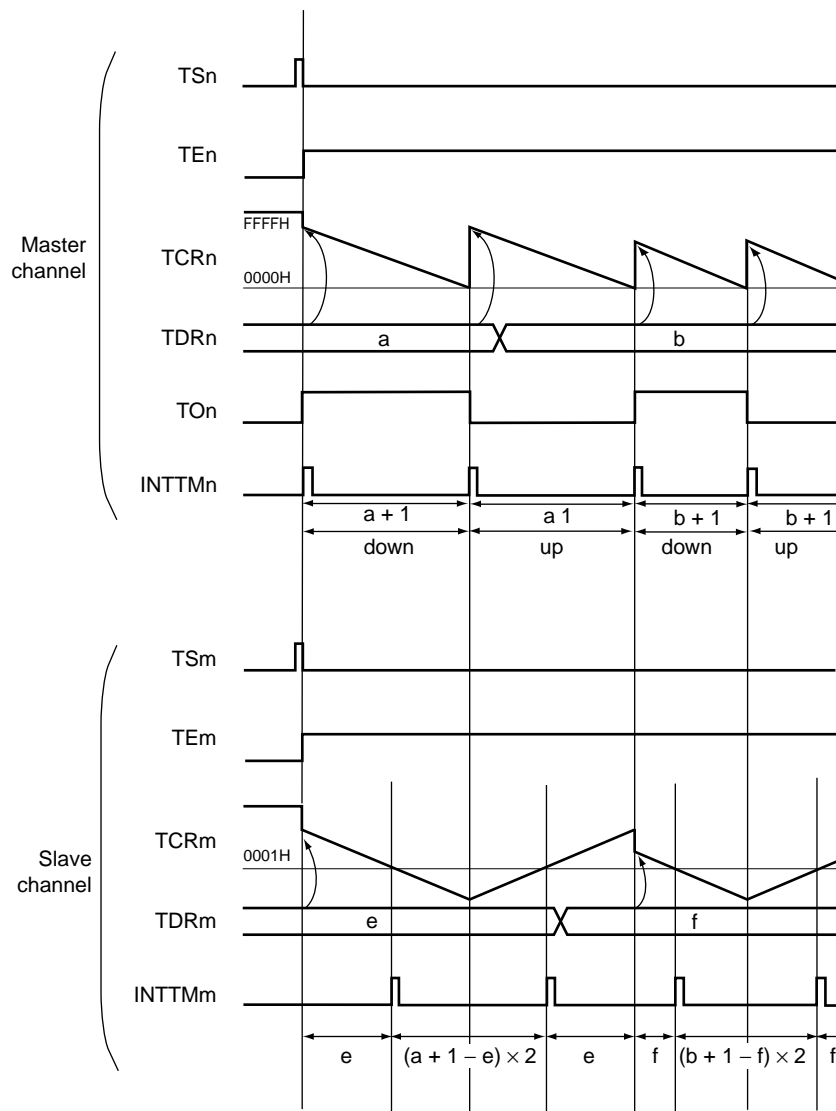 TSn
TEn
FFFFH
Master
channel
TCRn
0000H
TDRn
a
b
TOn
INTTMn
a + 1
a 1
b + 1
b + 1
down
up
down
up
TSm
TEm
TCRm
0001H
Slave
channel
TDRm
e
f
INTTMm
e
(a + 1 − e) × 2
e
f
(b + 1 − f) × 2
f